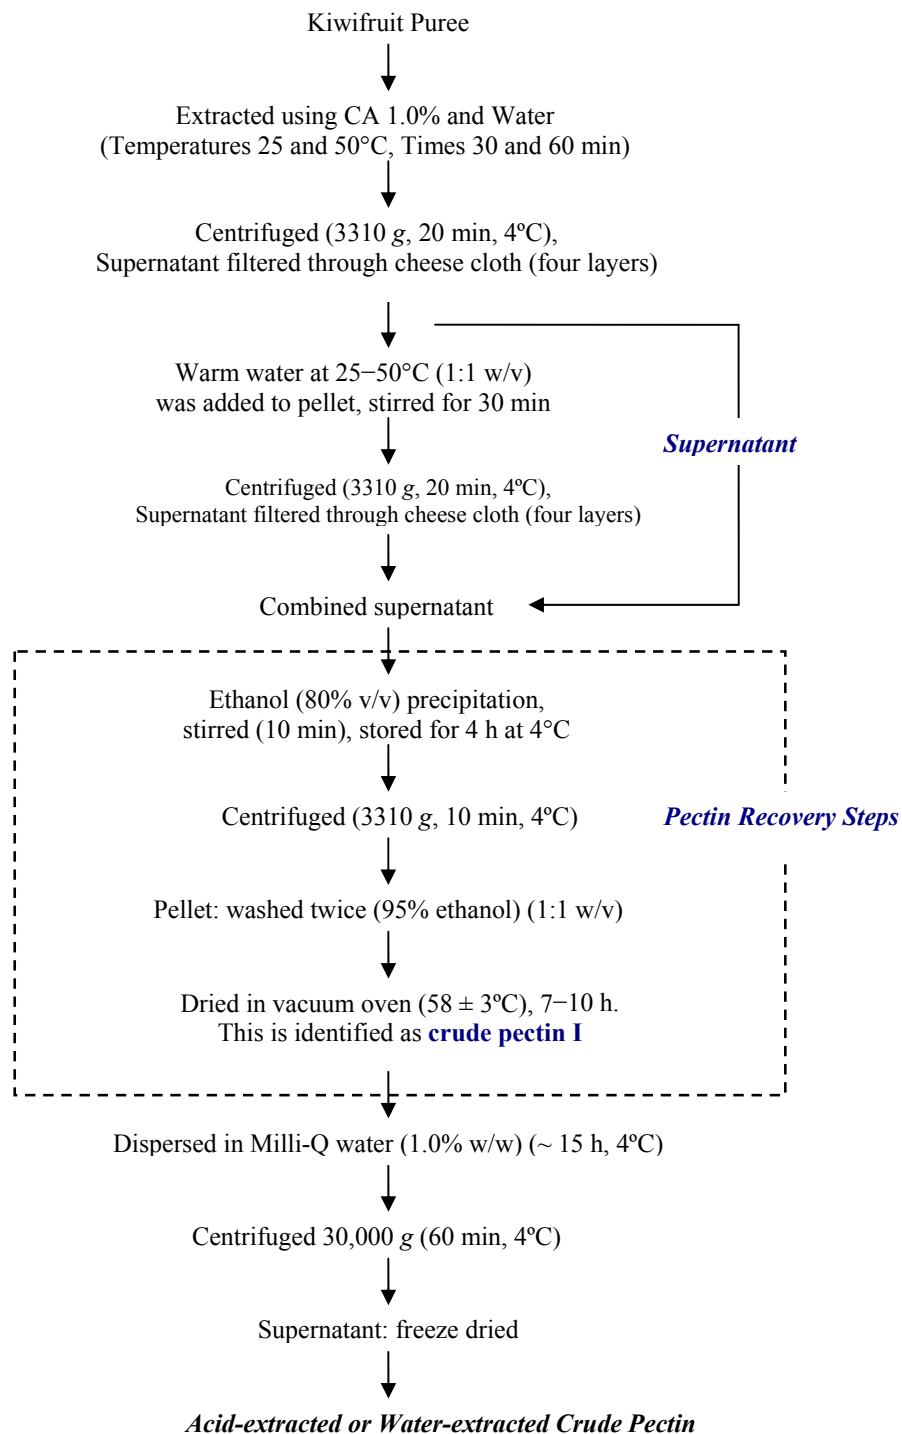 Kiwifruit Puree
Extracted using CA 1.0% and Water
(Temperatures 25 and 50°C, Times 30 and 60 min)
Centrifuged (3310 g, 20 min, 4ºC),
Supernatant filtered through cheese cloth (four layers)
Warm water at 25−50°C (1:1 w/v)
was added to pellet, stirred for 30 min
Supernatant
Centrifuged (3310 g, 20 min, 4ºC),
Supernatant filtered through cheese cloth (four layers)
Combined supernatant
Ethanol (80% v/v) precipitation,
stirred (10 min), stored for 4 h at 4°C
Centrifuged (3310 g, 10 min, 4ºC)
Pectin Recovery Steps
Pellet: washed twice (95% ethanol) (1:1 w/v)
Dried in vacuum oven (58 ± 3ºC), 7−10 h.
This is identified as crude pectin I
Dispersed in Milli-Q water (1.0% w/w) (~ 15 h, 4ºC)
Centrifuged 30,000 g (60 min, 4ºC)
Supernatant: freeze dried
Acid-extracted or Water-extracted Crude Pectin